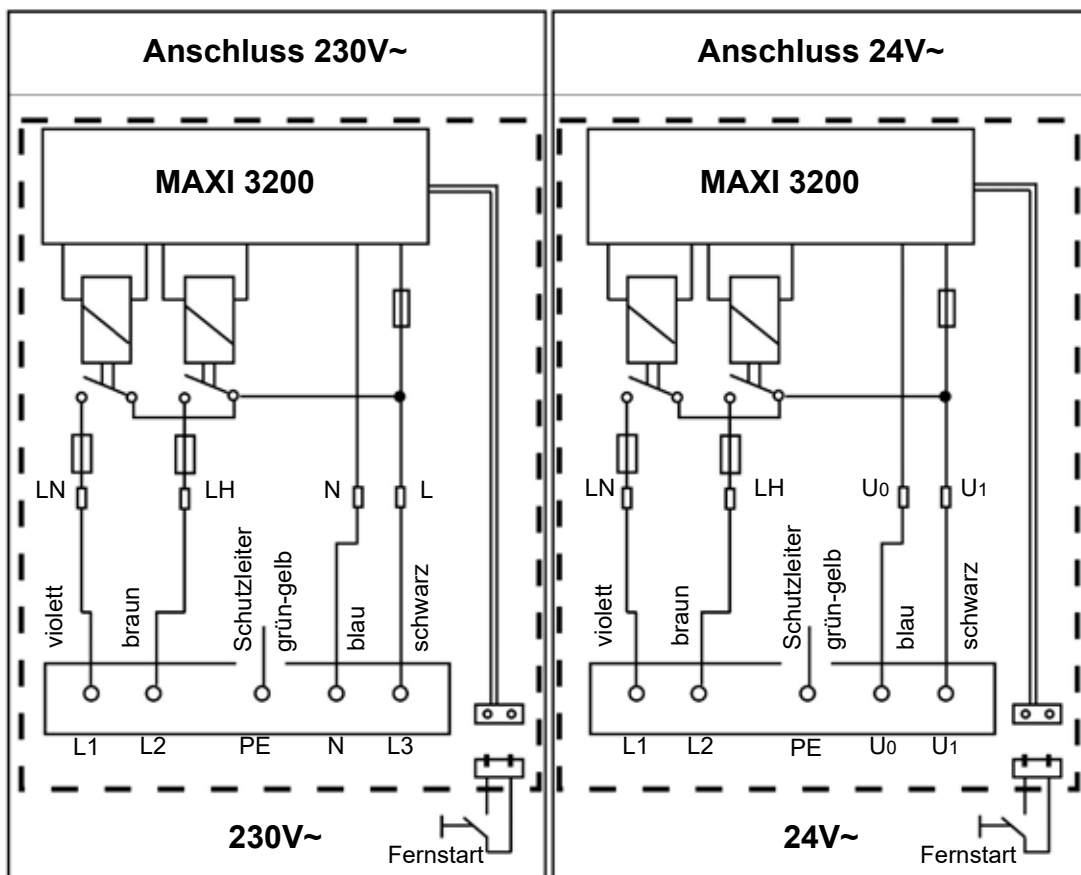 Anschluss 230V~
MAXI 3200
LN
LH
N
L
violett
braun
Schutzleiter
grün-gelb
blau
schwarz
L1
L2
PE
N
L3
230V~
Fernstart
Anschluss 24V~
MAXI 3200
LN
LH
U0
U1
violett
braun
Schutzleiter
grün-gelb
blau
schwarz
L1
L2
PE
U0
U1
24V~
Fernstart